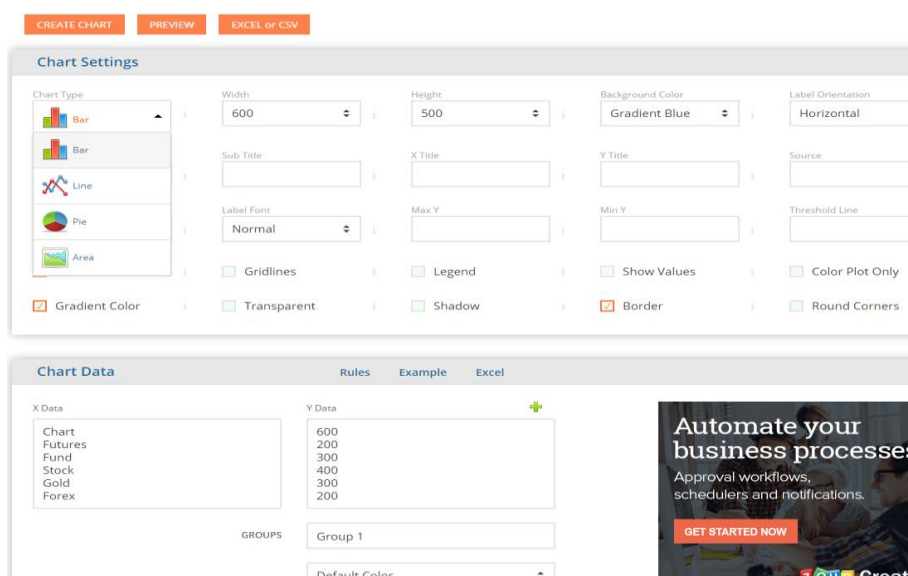 CREATE CHART PREVIEW EXCEL or CSV
Chart Settings
Chart Type Width Height Background Color Label Orientation
Bar 600 500 Gradient Blue Horizontal
Bar
Sub Title X Title Y Title Source
Line
Label Font Max Y Min Y Threshold Line
Pie Normal
Area
Gridlines Legend Show Values Color Plot Only
Gradient Color Transparent Shadow Border Round Corners
Chart Data Rules Example Excel
X Data Y Data
Chart 600
Futures 200
Fund 300
Stock 400
Gold 300
Forex 200
Automate your
business processes
Approval workflows,
schedulers and notifications.
GET STARTED NOW
GROUPS Group 1
Default Color